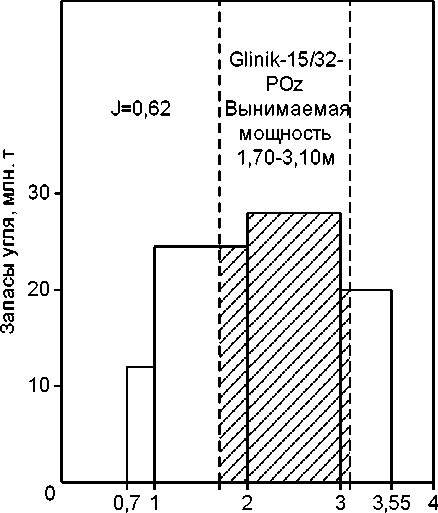 Glinik-15/32-
POz
J=0,62
Вынимаемая
мощность
1,70-3,10м
Запасы угля, млн. т
30
20
10
0
0,7 1 2 3 3,55 4